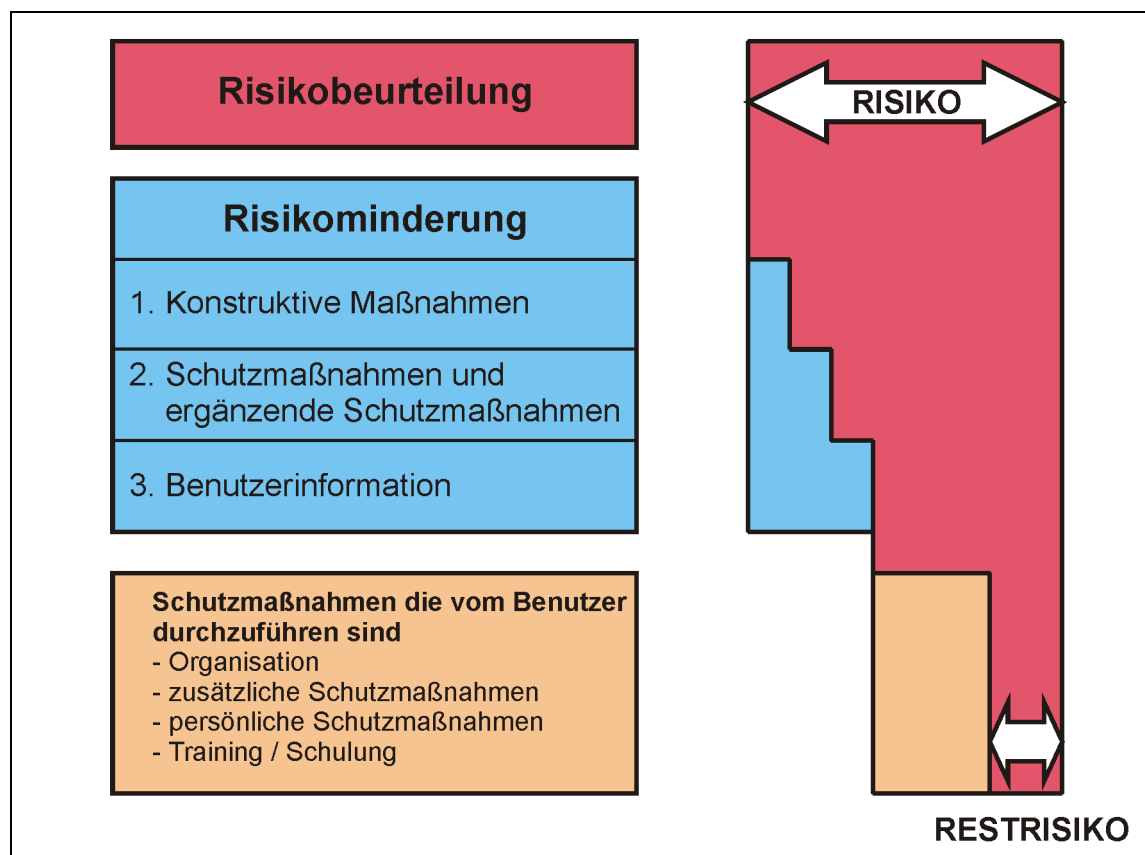 Risikobeurteilung
RISIKO
Risikominderung
1. Konstruktive Maßnahmen
2. Schutzmaßnahmen und
ergänzende Schutzmaßnahmen
3. Benutzerinformation
Schutzmaßnahmen die vom Benutzer
durchzuführen sind
- Organisation
- zusätzliche Schutzmaßnahmen
- persönliche Schutzmaßnahmen
- Training / Schulung
RESTRISIKO